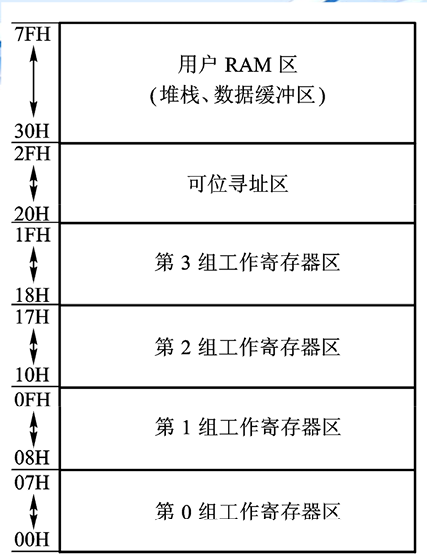 7FH
用户 RAM 区
(堆栈、数据缓冲区)
30H
2FH
可位寻址区
20H
1FH
第 3 组工作寄存器区
18H
17H
第 2 组工作寄存器区
10H
0FH
第 1 组工作寄存器区
08H
07H
第 0 组工作寄存器区
00H